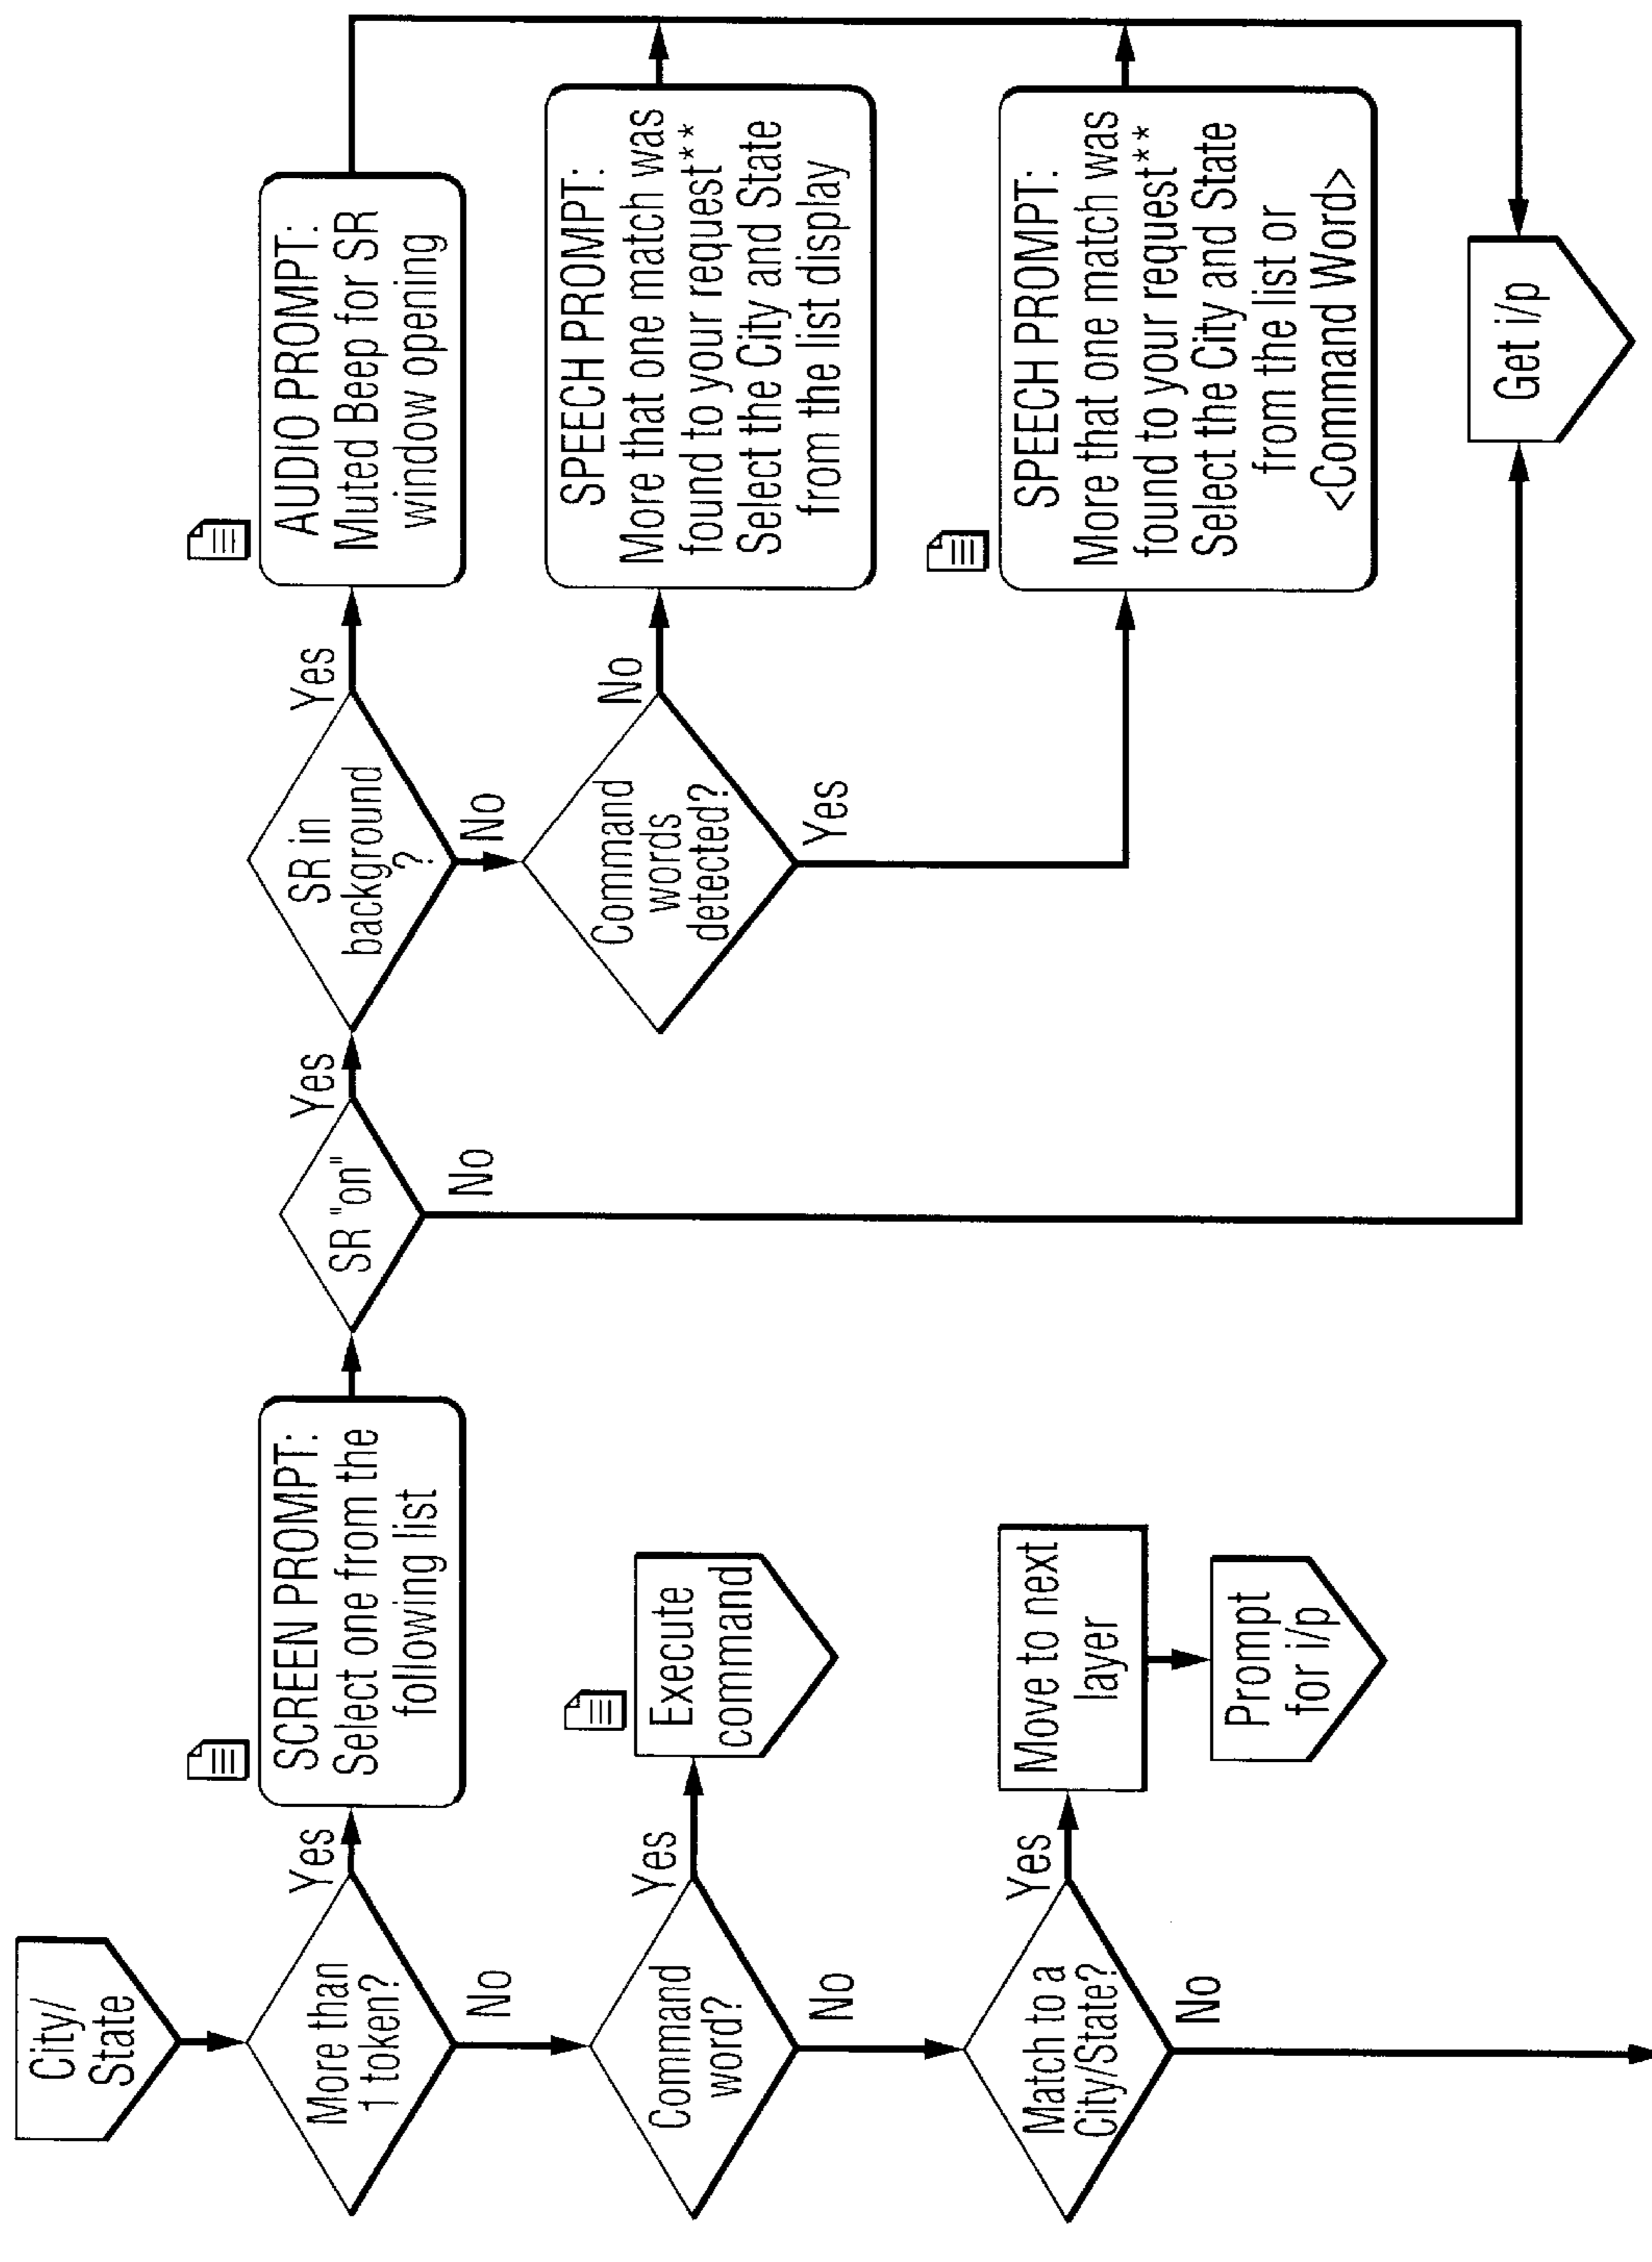 City/
State
More than
1 token?
Yes
No
SCREEN PROMPT:
Select one from the
following list
SR "on"
Yes
No
SR in
background
?
Yes
No
AUDIO PROMPT:
Muted Beep for SR
window opening
Command
word?
Yes
No
Execute
command
Command
words
detected?
No
Yes
SPEECH PROMPT:
More that one match was
found to your request**
Select the City and State
from the list display
Match to a
City/State?
Yes
No
Move to next
layer
Prompt
for i/p
SPEECH PROMPT:
More that one match was
found to your request**
Select the City and State
from the list or
<Command Word>
Get i/p